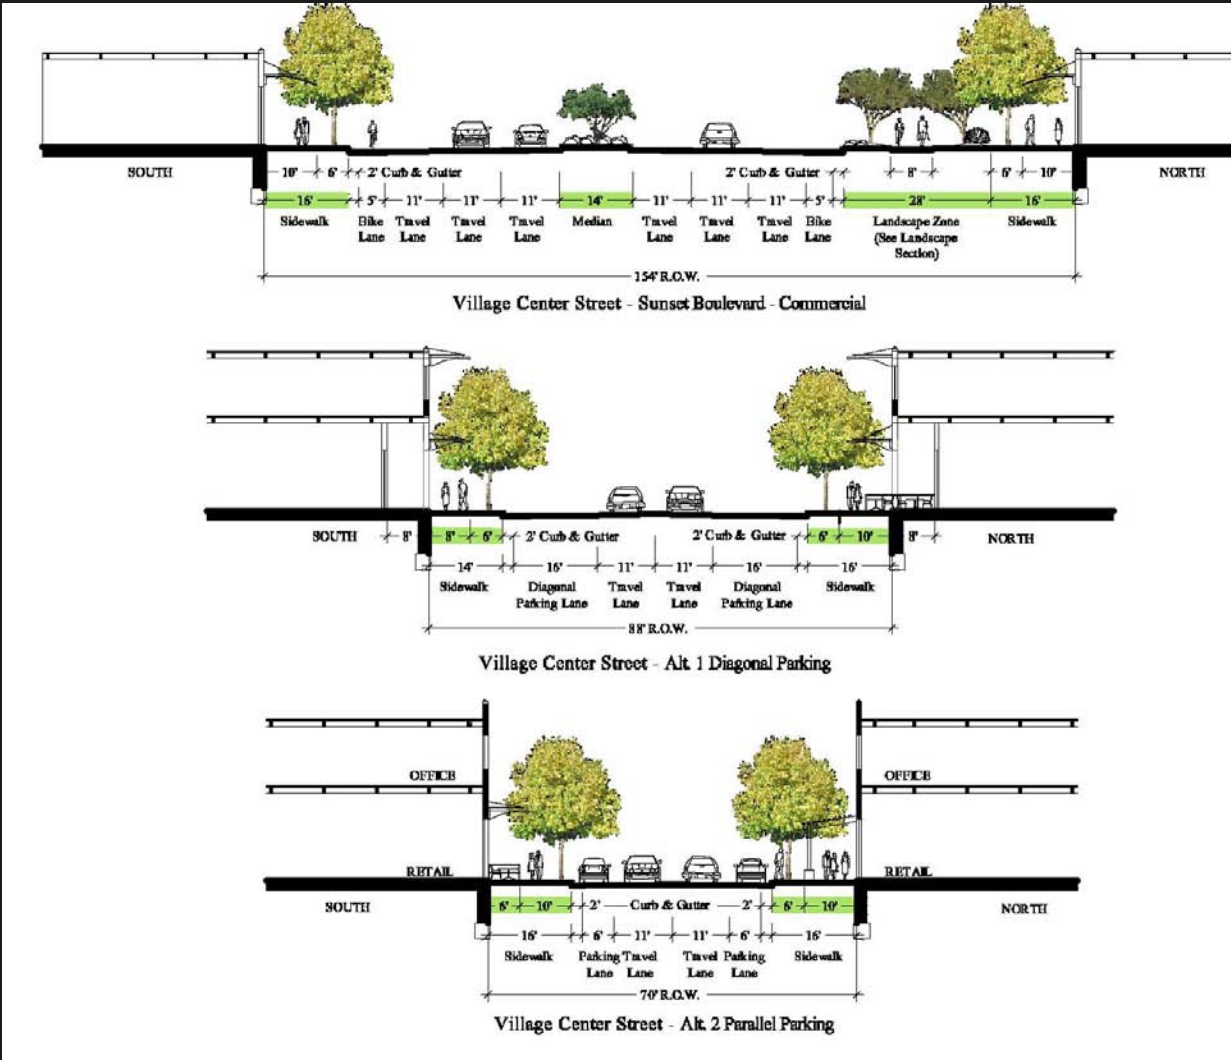 SOUTH
NORTH
10' 6' 2' Curb & Gutter 2' Curb & Gutter 8' 6' 10'
16' 5' 11' 11' 11' 14' 11' 11' 11' 5' 28' 16'
Sidewalk Bike Lane Travel Lane Travel Lane Travel Lane Median Travel Lane Travel Lane Travel Lane Bike Lane Landscape Zone (See Landscape Section) Sidewalk
154' R.O.W.
Village Center Street - Sunset Boulevard - Commercial
SOUTH 8' 8' 6' 2' Curb & Gutter 2' Curb & Gutter 6' 10' 8' NORTH
14' 16' 11' 11' 16' 16'
Sidewalk Diagonal Parking Lane Travel Lane Travel Lane Diagonal Parking Lane Sidewalk
88' R.O.W.
Village Center Street - Alt. 1 Diagonal Parking
OFFICE OFFICE
RETAIL RETAIL
SOUTH 6' 10' 2' Curb & Gutter 2' 6' 10' NORTH
16' 6' 11' 11' 6' 16'
Sidewalk Parking Lane Travel Lane Travel Lane Parking Lane Sidewalk
70' R.O.W.
Village Center Street - Alt. 2 Parallel Parking